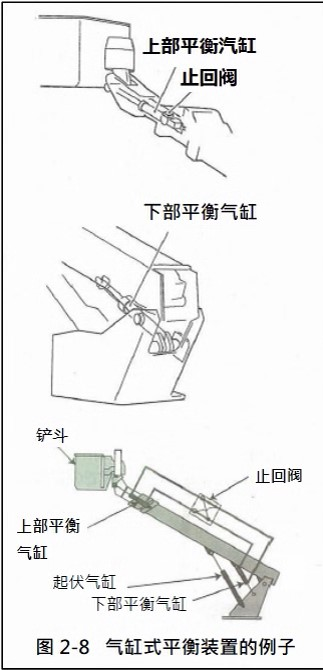 上部平衡汽缸
止回阀
下部平衡气缸
铲斗
止回阀
上部平衡
气缸
起伏气缸
下部平衡气缸
图 2-8 气缸式平衡装置的例子